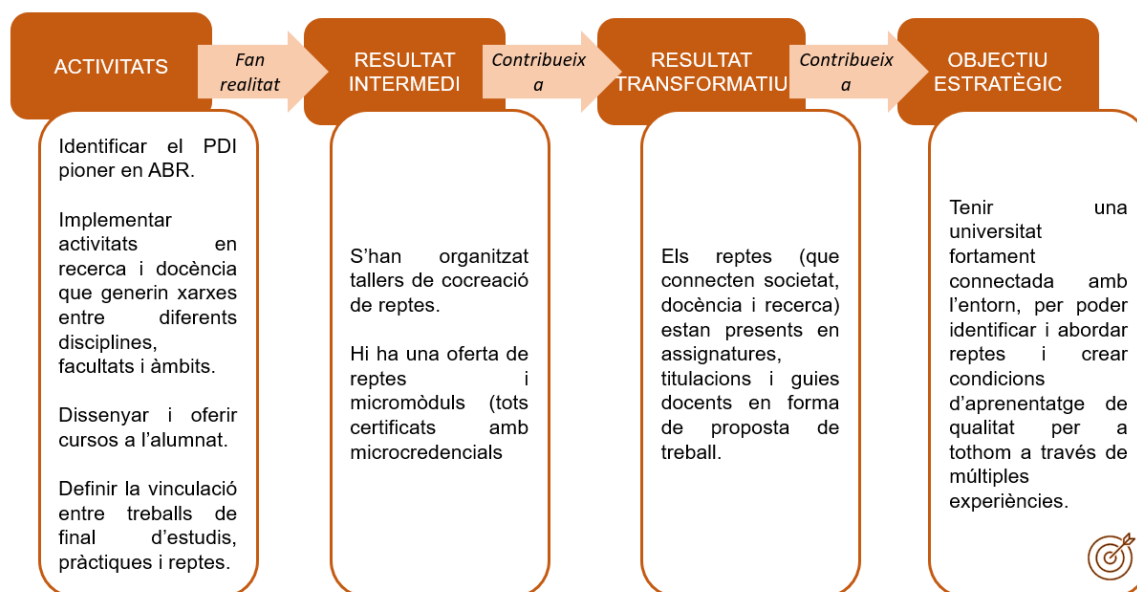 ACTIVITATS
Fan
realitat
RESULTAT
INTERMEDI
Contribueix
a
RESULTAT
TRANSFORMATIU
Contribueix
a
OBJECTIU
ESTRATÈGIC
Identificar el PDI
pioner en ABR.
Implementar
activitats en
recerca i docència
que generin xarxes
entre diferents
disciplines,
facultats i àmbits.
Dissenyar i oferir
cursos a l’alumnat.
Definir la vinculació
entre treballs de
final d’estudis,
pràctiques i reptes.
S’han organitzat
tallers de cocreació
de reptes.
Hi ha una oferta de
reptes i
micromòduls (tots
certificats amb
microcredencials
Els reptes (que
connecten societat,
docència i recerca)
estan presents en
assignatures,
titulacions i guies
docents en forma
de proposta de
treball.
Tenir una
universitat
fortament
connectada amb
l’entorn, per poder
identificar i abordar
reptes i crear
condicions
d’aprenentatge de
qualitat per a
tothom a través de
múltiples
experiències.